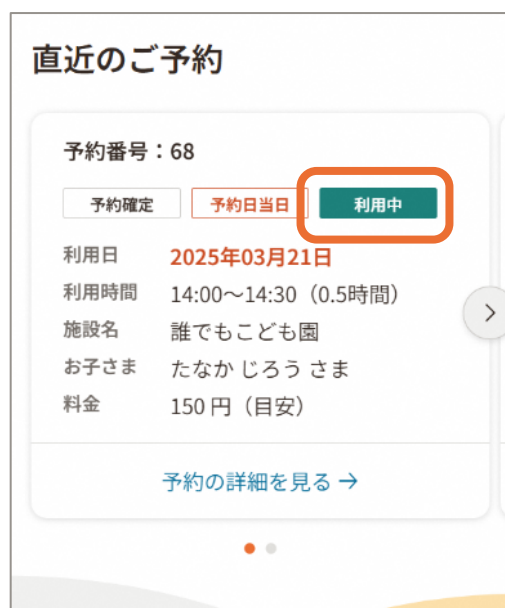 直近のご予約
予約番号：68
予約確定 予約日当日 利用中
利用日 2025年03月21日
利用時間 14:00〜14:30（0.5時間）
施設名 誰でもこども園
お子さま たなか じろう さま
料金 150 円（目安）
予約の詳細を見る →